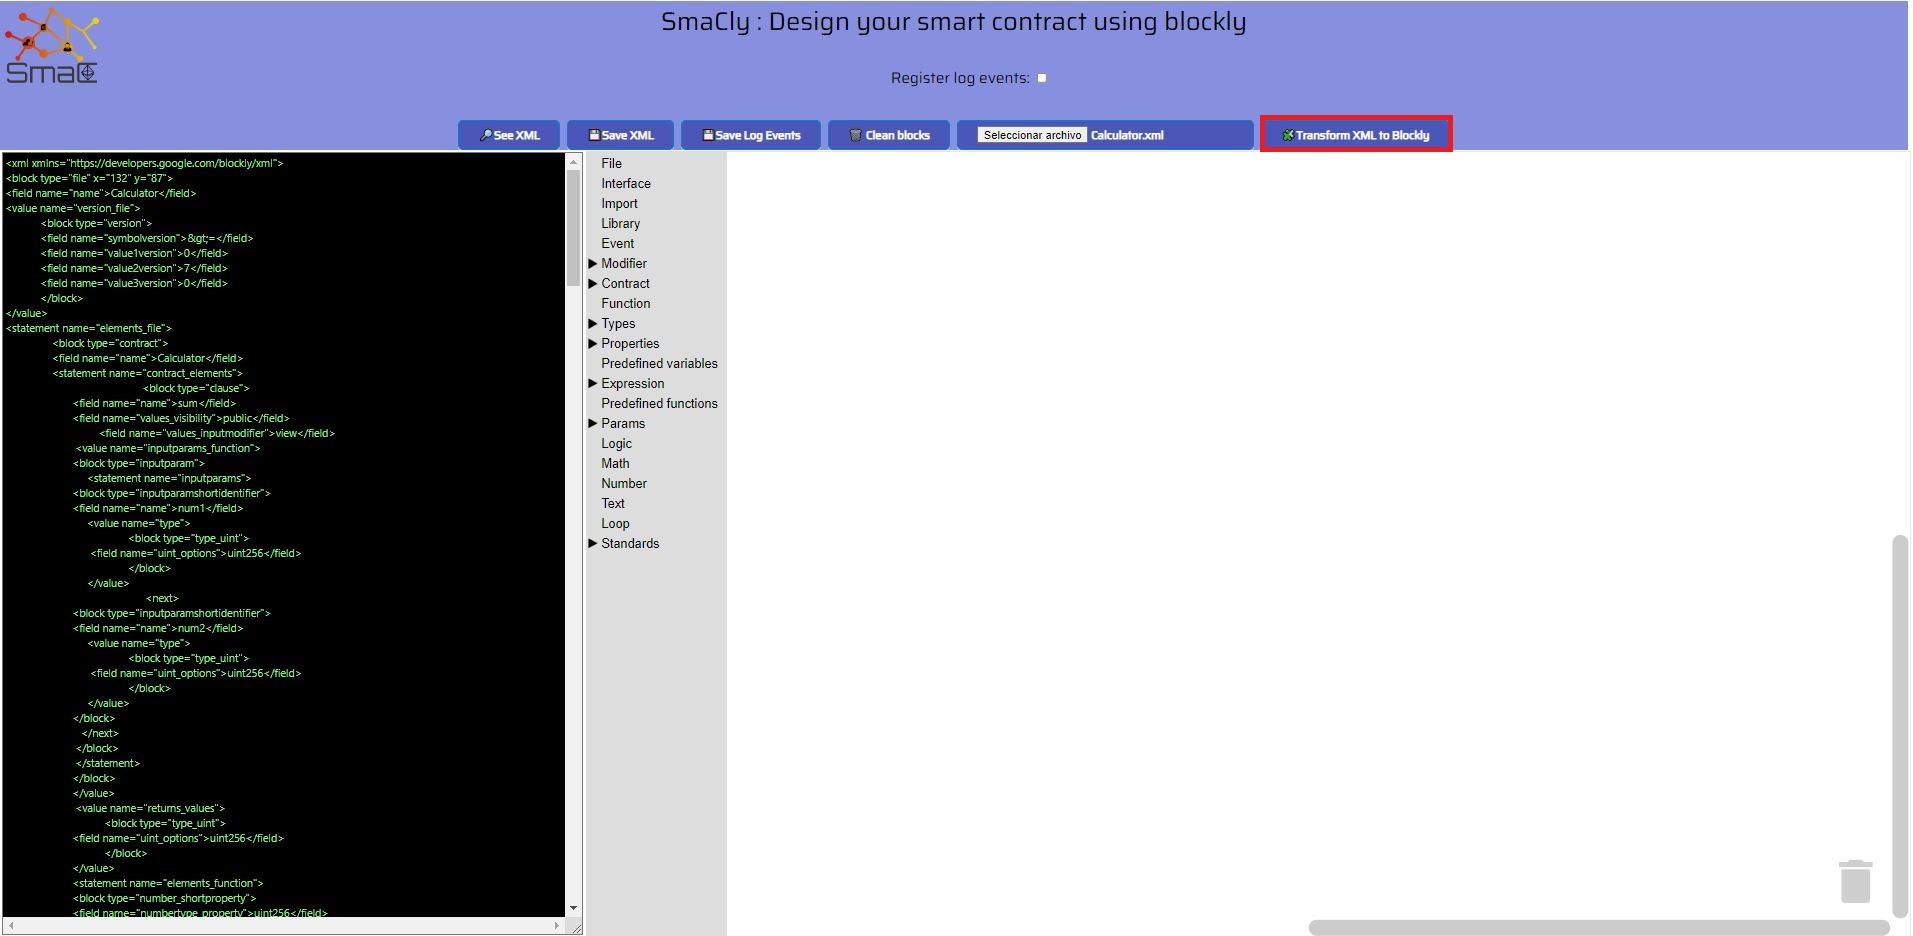 SmaCly : Design your smart contract using blockly
SmaC
Register log events:
See XML
Save XML
Save Log Events
Clean blocks
Seleccionar archivo Calculator.xml
Transform XML to Blockly
<xml xmlns="https://developers.google.com/blockly/xml">
<block type="file" x="132" y="87">
<field name="name">Calculator</field>
<value name="version_file">
<block type="version">
<field name="symbolversion">&gt;=</field>
<field name="value1version">0</field>
<field name="value2version">7</field>
<field name="value3version">0</field>
</block>
</value>
<statement name="elements_file">
<block type="contract">
<field name="name">Calculator</field>
<statement name="contract_elements">
<block type="clause">
<field name="name">sum</field>
<field name="values_visibility">public</field>
<field name="values_inputmodifier">view</field>
<value name="inputparams_function">
<block type="inputparam">
<statement name="inputparams">
<block type="inputparamshortidentifier">
<field name="name">num1</field>
<value name="type">
<block type="type_uint">
<field name="uint_options">uint256</field>
</block>
</value>
<next>
<block type="inputparamshortidentifier">
<field name="name">num2</field>
<value name="type">
<block type="type_uint">
<field name="uint_options">uint256</field>
</block>
</value>
</block>
</next>
</block>
</statement>
</block>
</value>
<value name="returns_values">
<block type="type_uint">
<field name="uint_options">uint256</field>
</block>
</value>
<statement name="elements_function">
<block type="number_shortproperty">
<field name="numbertype_property">uint256</field>
File
Interface
Import
Library
Event
Modifier
Contract
Function
Types
Properties
Predefined variables
Expression
Predefined functions
Params
Logic
Math
Number
Text
Loop
Standards